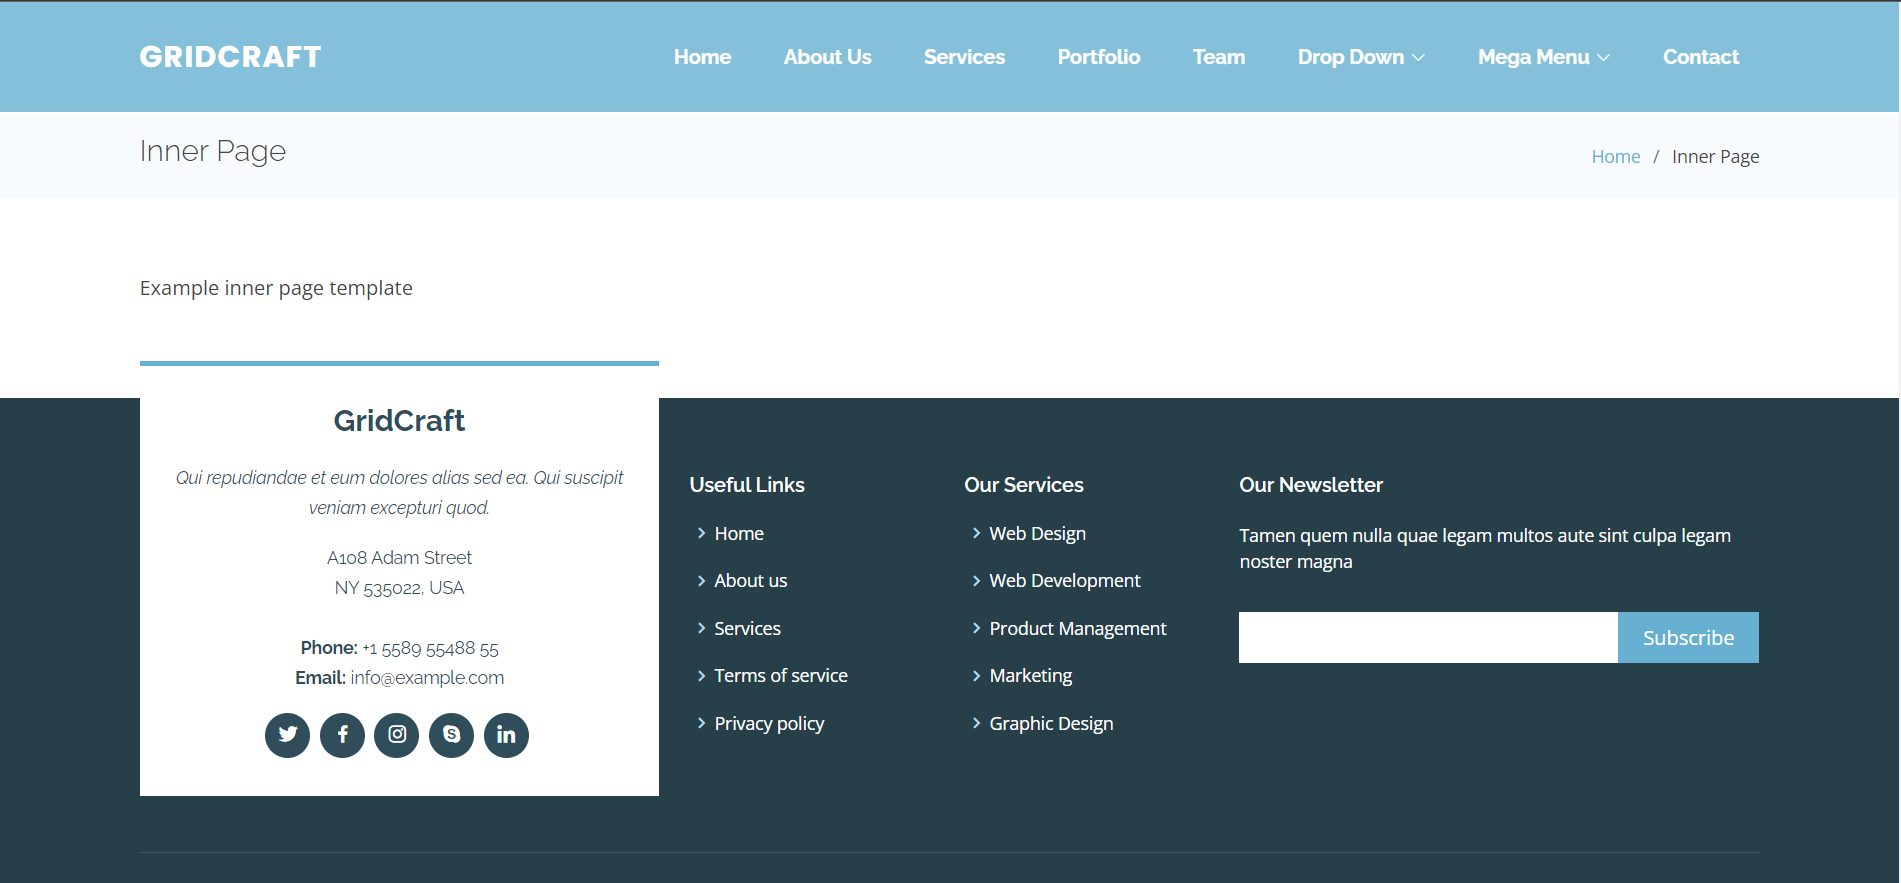 GRIDCRAFT
Home About Us Services Portfolio Team Drop Down Mega Menu Contact
Inner Page
Home / Inner Page
Example inner page template
GridCraft
Qui repudiandae et eum dolores alias sed ea. Qui suscipit
veniam excepturi quod.
A108 Adam Street
NY 535022, USA
Phone: +1 5589 55488 55
Email: info@example.com
Useful Links
Home
About us
Services
Terms of service
Privacy policy
Our Services
Web Design
Web Development
Product Management
Marketing
Graphic Design
Our Newsletter
Tamen quem nulla quae legam multos aute sint culpa legam
noster magna
Subscribe